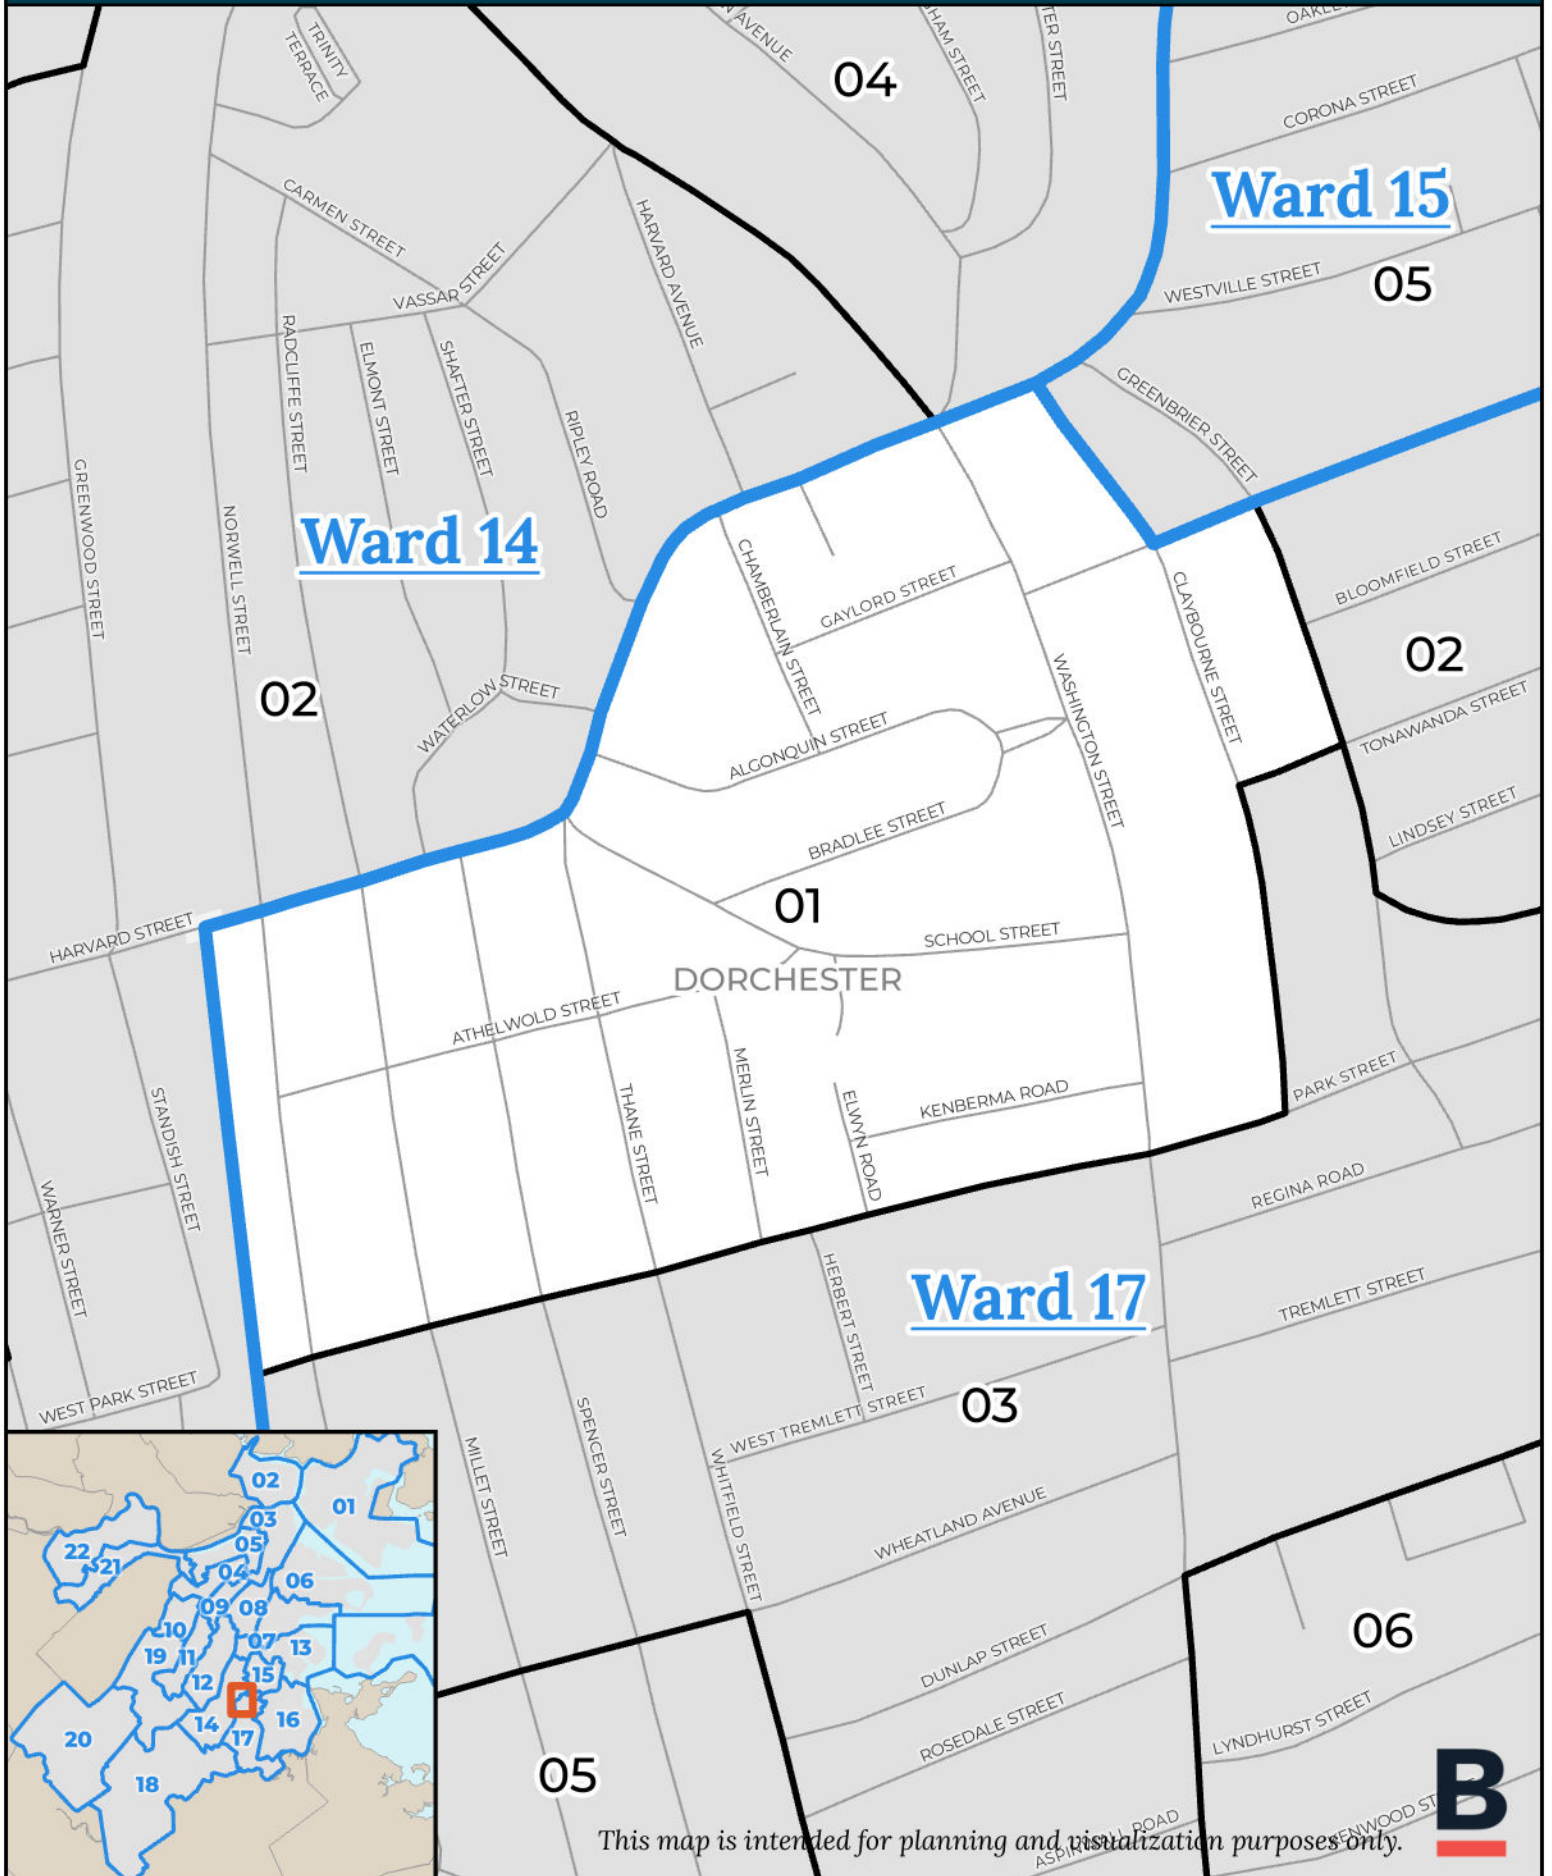 TRINITY
TERRACE
AVENUE
04
OAKLEY
CORONA STREET
Ward 15
CARMEN STREET
HARVARD AVENUE
VASSAR STREET
WESTVILLE STREET
05
RADCLIFFE STREET
ELMONT STREET
SHAFTER STREET
RIPLEY ROAD
GREENBRIER STREET
GREENWOOD STREET
NORWELL STREET
Ward 14
CHAMBERLAIN STREET
GAYLORD STREET
CLAYBOURNE STREET
BLOOMFIELD STREET
02
02
WATERLOW STREET
WASHINGTON STREET
TONAWANDA STREET
ALGONQUIN STREET
LINDSEY STREET
BRADLEE STREET
01
HARVARD STREET
SCHOOL STREET
DORCHESTER
ATHELWOLD STREET
STANDISH STREET
THANE STREET
MERLIN STREET
ELWYN ROAD
KENBERMA ROAD
PARK STREET
WARNER STREET
REGINA ROAD
HERBERT STREET
Ward 17
TREMLETT STREET
WEST PARK STREET
WEST TREMLETT STREET
03
MILLET STREET
SPENCER STREET
WHITFIELD STREET
WHEATLAND AVENUE
DUNLAP STREET
06
ROSEDALE STREET
LYNDHURST STREET
05
ASPINWALL ROAD
02
01
03
05
22
21
04
06
09
08
10
07
13
19
11
15
12
14
16
17
20
18
This map is intended for planning and visualization purposes only.
B